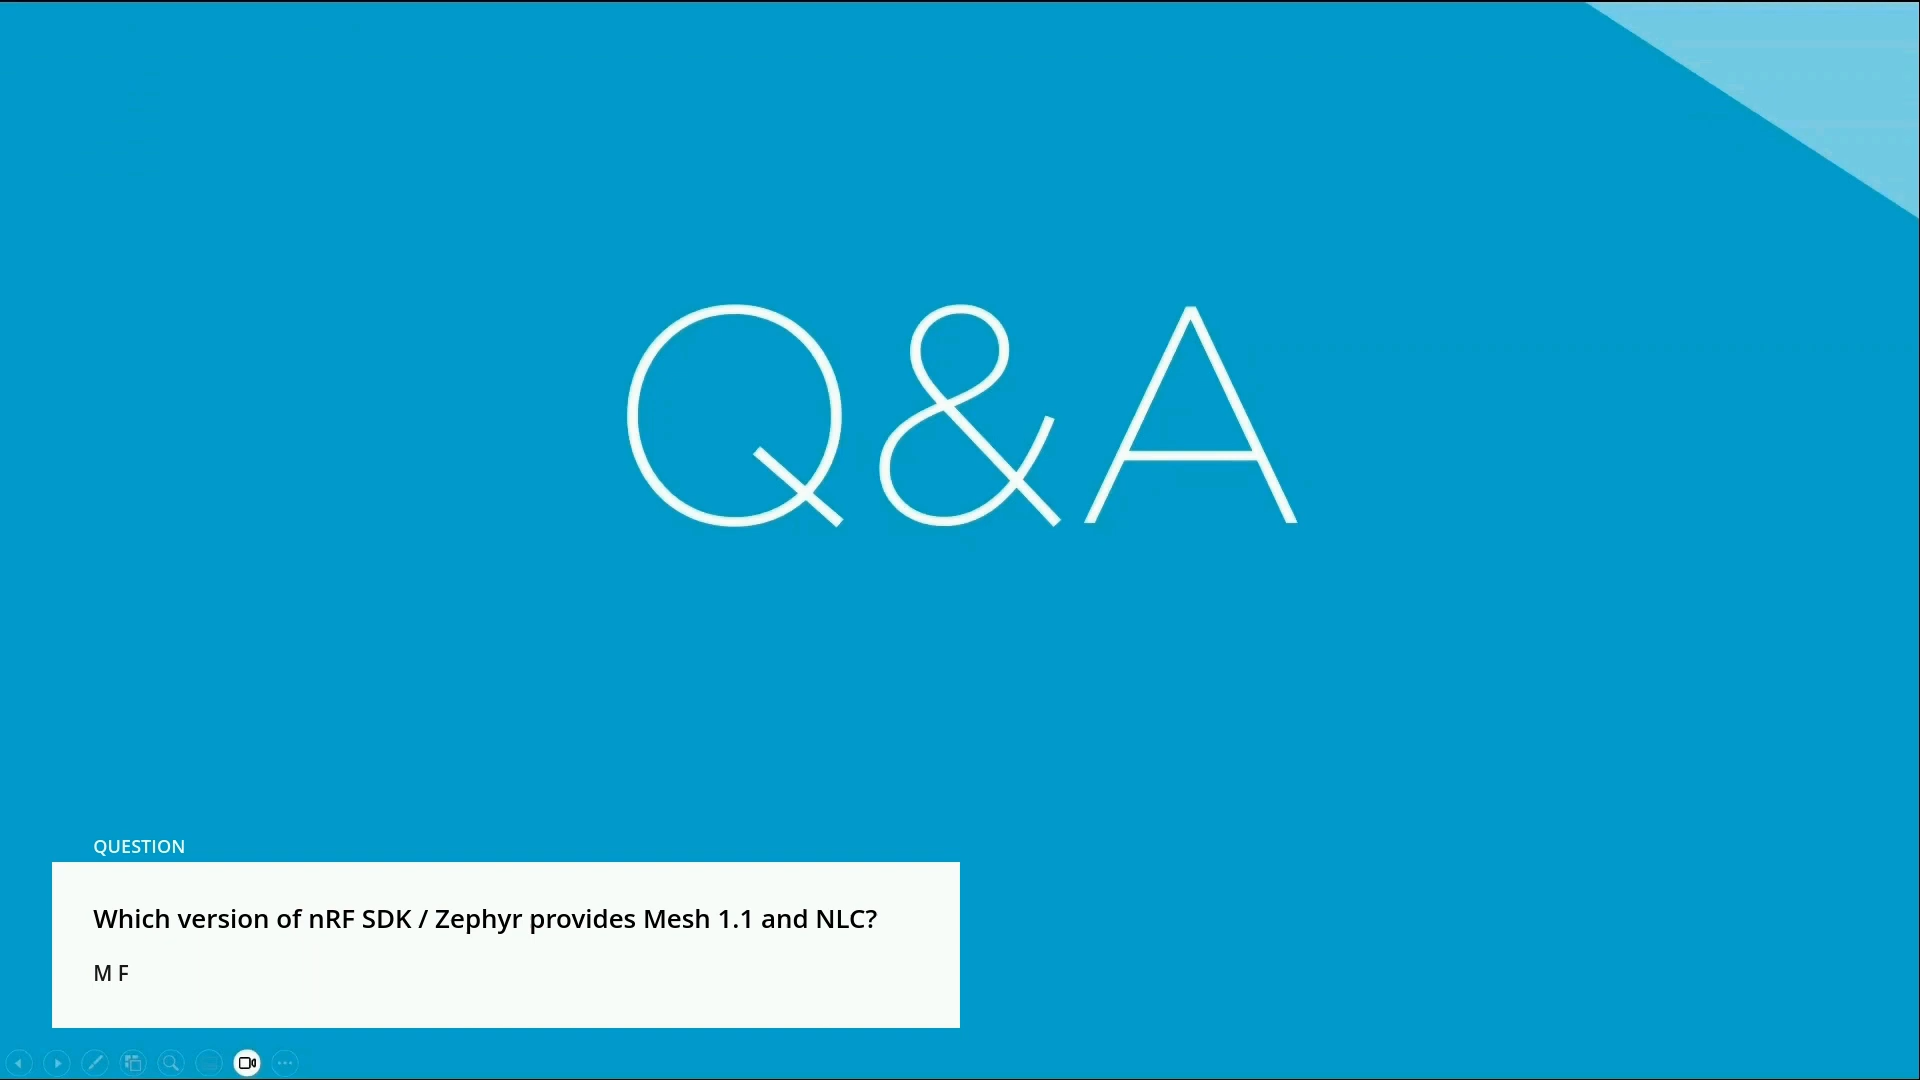 Q&A
QUESTION
Which version of nRF SDK / Zephyr provides Mesh 1.1 and NLC?
M F